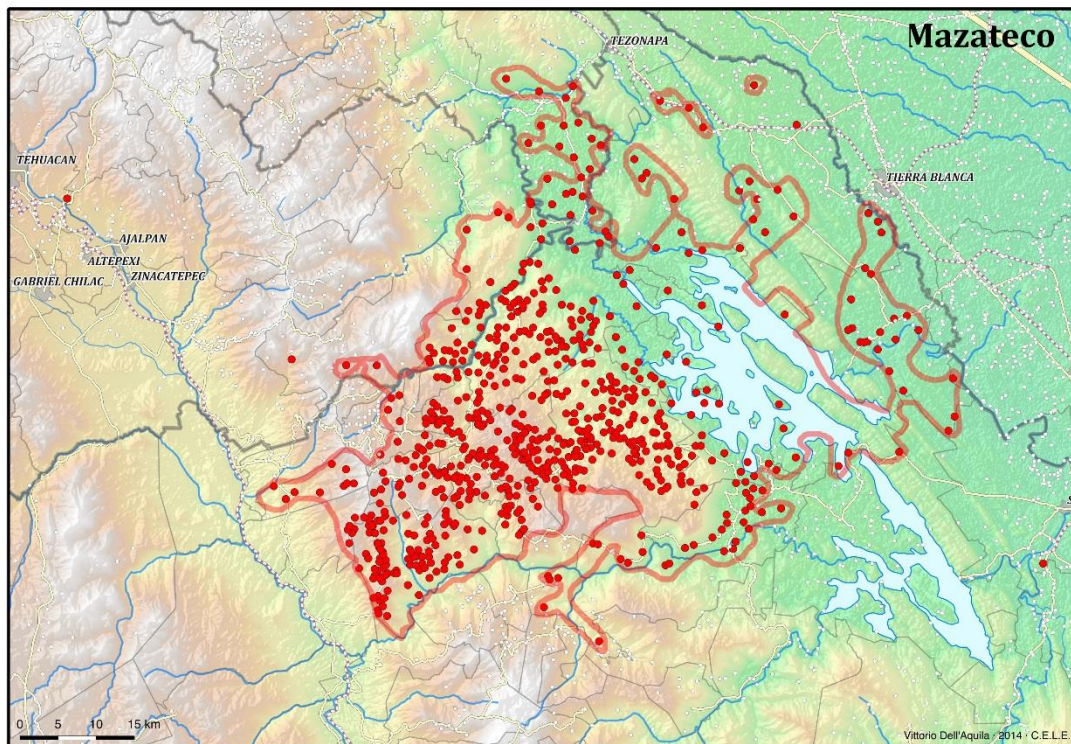 Mazateco
TEZONAPA
TEHUACAN
TIERRA BLANCA
AJALPAN
ALTEPEXI
GABRIEL CHILAC
ZINACATEPEC
0 5 10 15 km
Vittorio Dell'Aquila · 2014 · C.E.L.E.